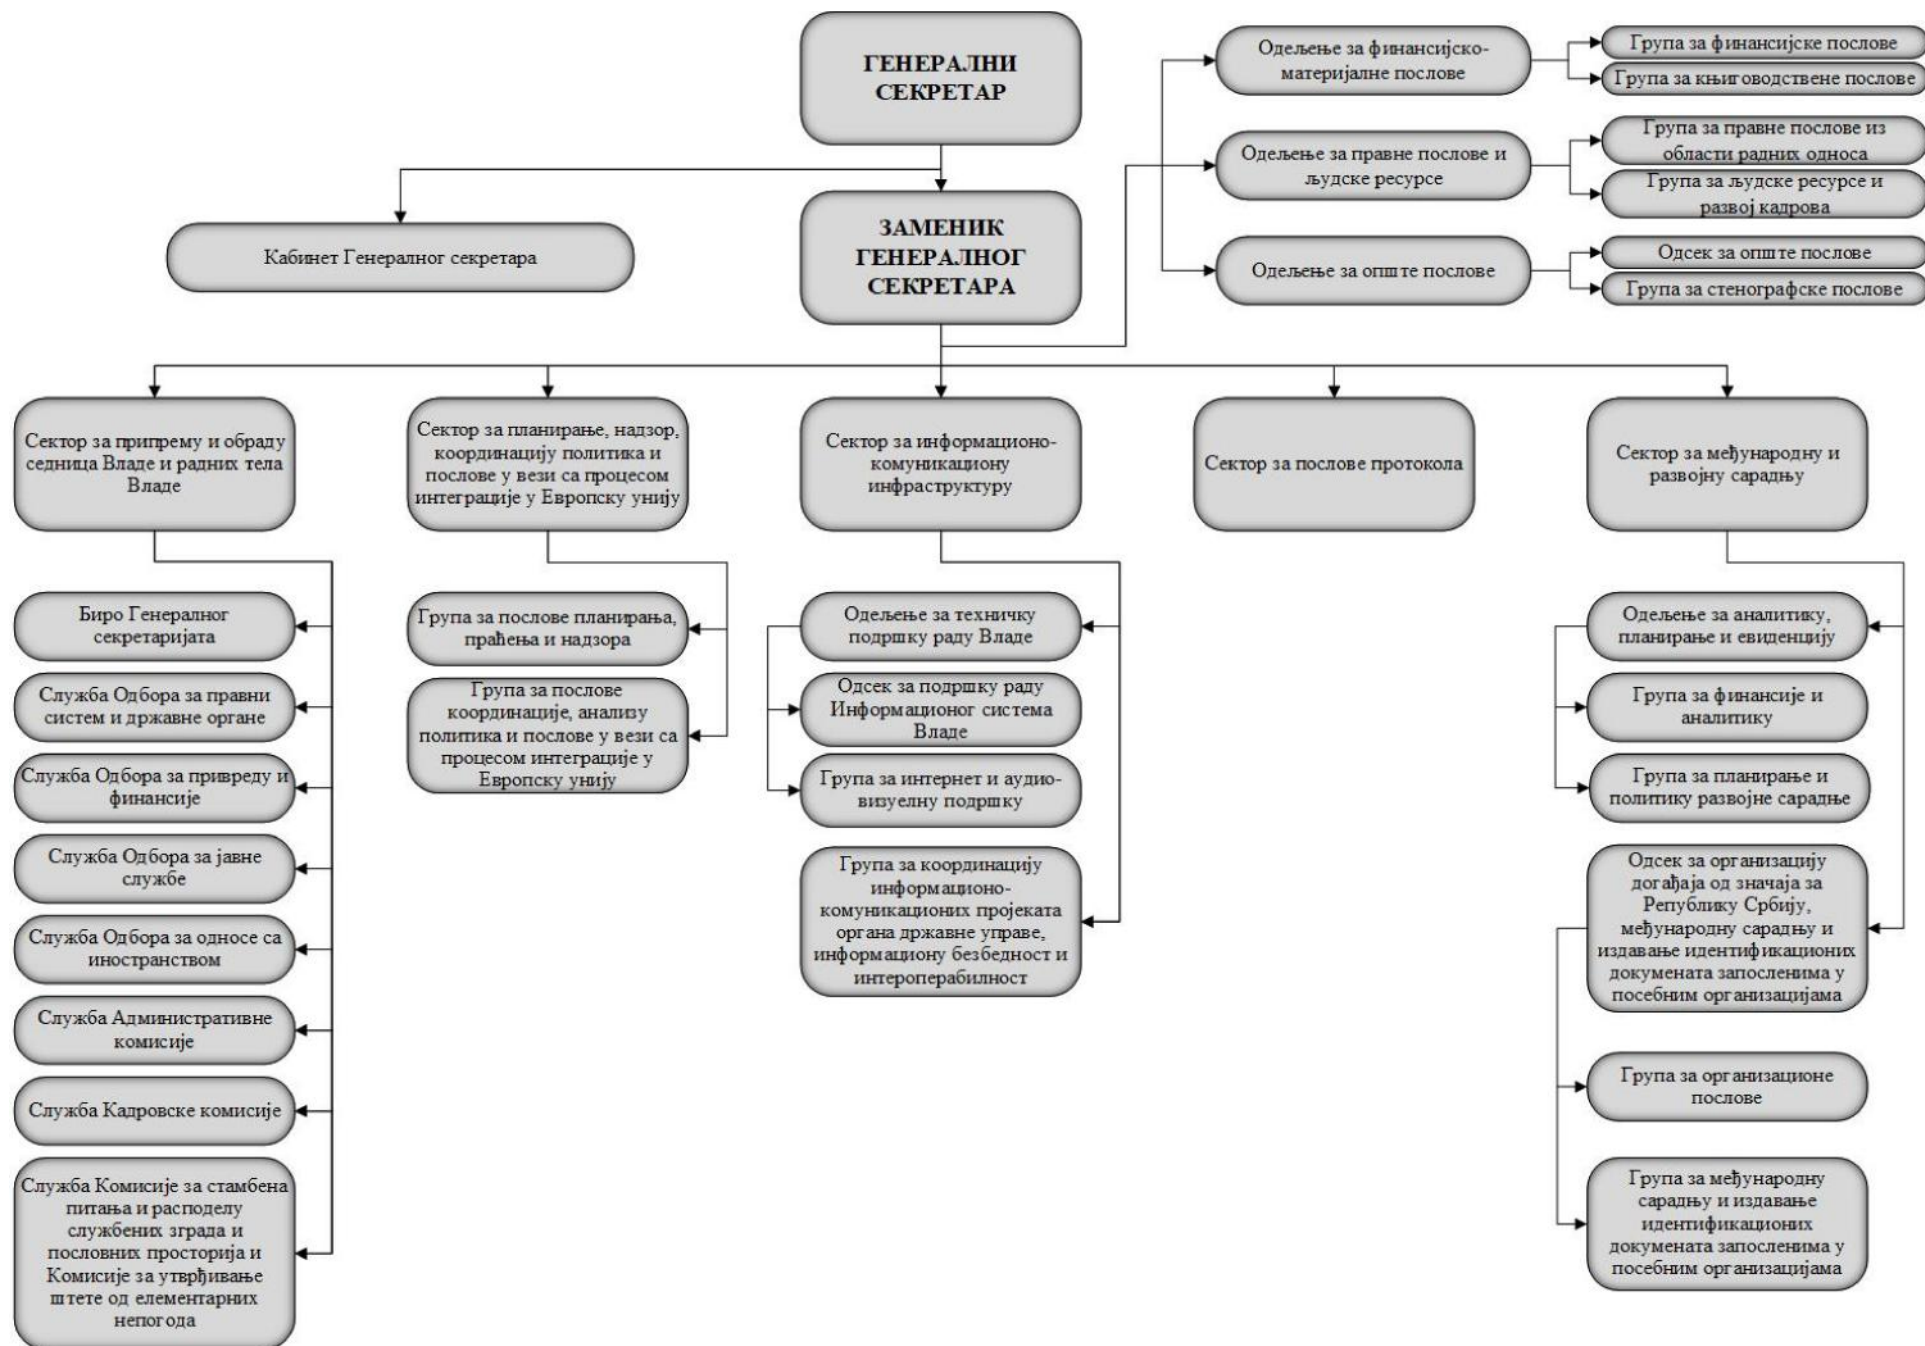 ГЕНЕРАЛНИ
СЕКРЕТАР
Кабинет Генералног секретара
ЗАМЕНИК
ГЕНЕРАЛНОГ
СЕКРЕТАРА
Одељење за финансијско-
материјалне послове
Група за финансијске послове
Група за књиговодствене послове
Одељење за правне послове и
људске ресурсе
Група за правне послове из
области радних односа
Група за људске ресурсе и
развој кадрова
Одељење за опште послове
Одсек за опште послове
Група за стенографске послове
Сектор за припрему и обраду
седница Владе и радних тела
Владе
Биро Генералног
секретаријата
Служба Одбора за правни
систем и државне органе
Служба Одбора за привреду и
финансије
Служба Одбора за јавне
службе
Служба Одбора за односе са
иностранством
Служба Административне
комисије
Служба Кадровске комисије
Служба Комисије за стамбена
питања и расподелу
службених зграда и
пословних просторија и
Комисије за утврђивање
штете од елементарних
непогода
Сектор за планирање, надзор,
координацију политика и
послове у вези са процесом
интеграције у Европску унију
Група за послове планирања,
праћења и надзора
Група за послове
координације, анализу
политика и послове у вези са
процесом интеграције у
Европску унију
Сектор за информационо-
комуникациону
инфраструктуру
Одељење за техничку
подршку раду Владе
Одсек за подршку раду
Информационог система
Владе
Група за интернет и аудио-
визуелну подршку
Група за координацију
информационо-
комуникационих пројеката
органа државне управе,
информациону безбедност и
интероперабилност
Сектор за послове протокола
Сектор за међународну и
развојну сарадњу
Одељење за аналитику,
планирање и евиденцију
Група за финансије и
аналитику
Група за планирање и
политику развојне сарадње
Одсек за организацију
догађаја од значаја за
Републику Србију,
међународну сарадњу и
издавање идентификационих
докумената запосленима у
посебним организацијама
Група за организационе
послове
Група за међународну
сарадњу и издавање
идентификационих
докумената запосленима у
посебним организацијама